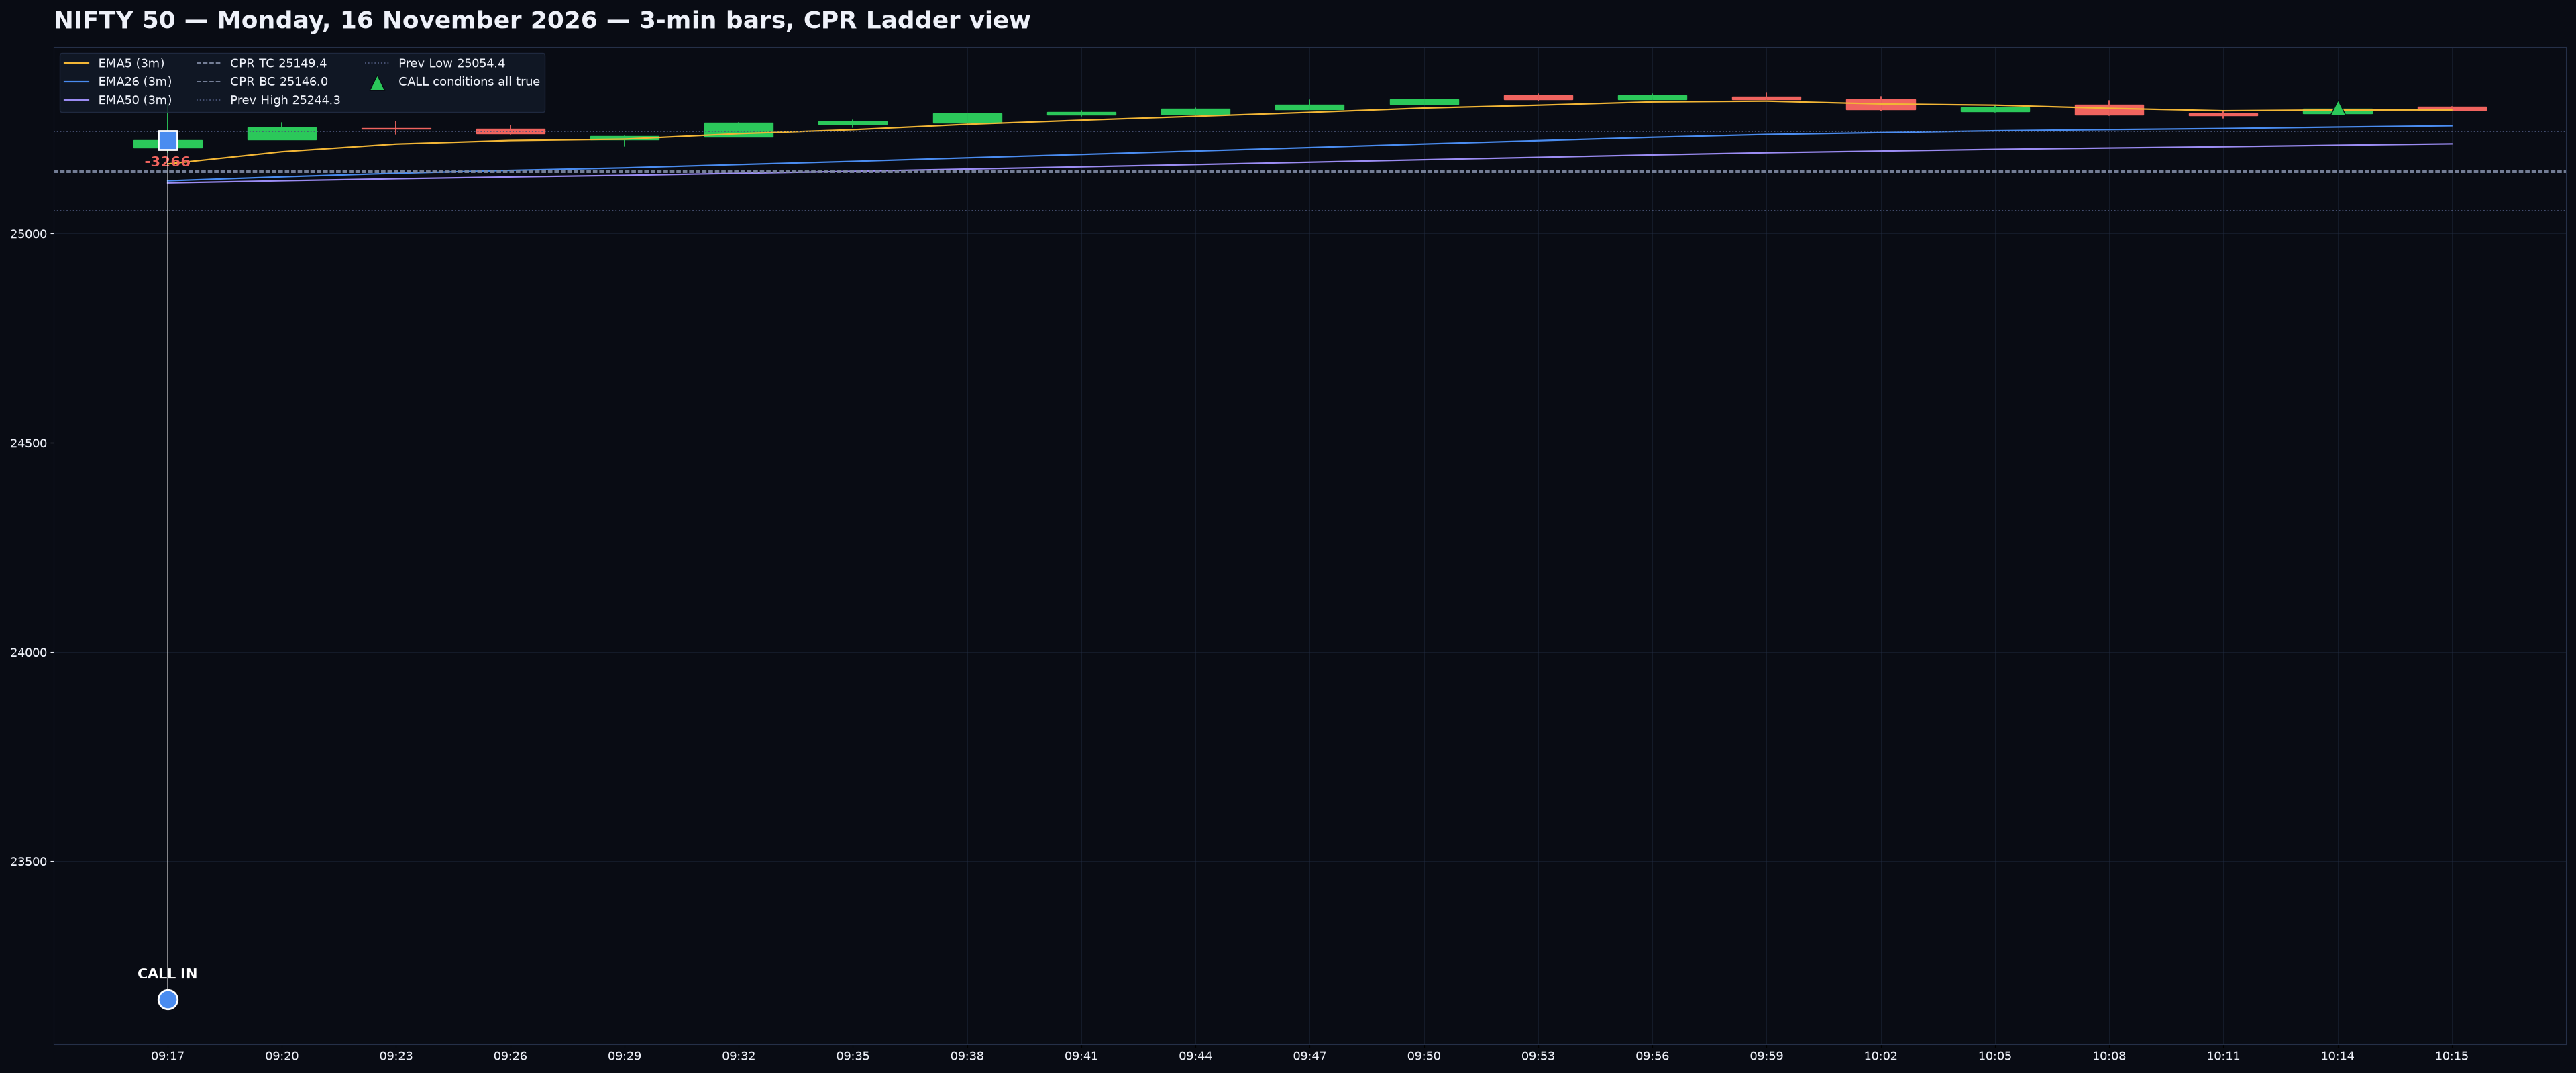 NIFTY 50 — Monday, 16 November 2026 — 3-min bars, CPR Ladder view
EMA5 (3m)
EMA26 (3m)
EMA50 (3m)
CPR TC 25149.4
CPR BC 25146.0
Prev High 25244.3
Prev Low 25054.4
CALL conditions all true
-3266
25000
24500
24000
23500
CALL IN
09:17 09:20 09:23 09:26 09:29 09:32 09:35 09:38 09:41 09:44 09:47 09:50 09:53 09:56 09:59 10:02 10:05 10:08 10:11 10:14 10:15